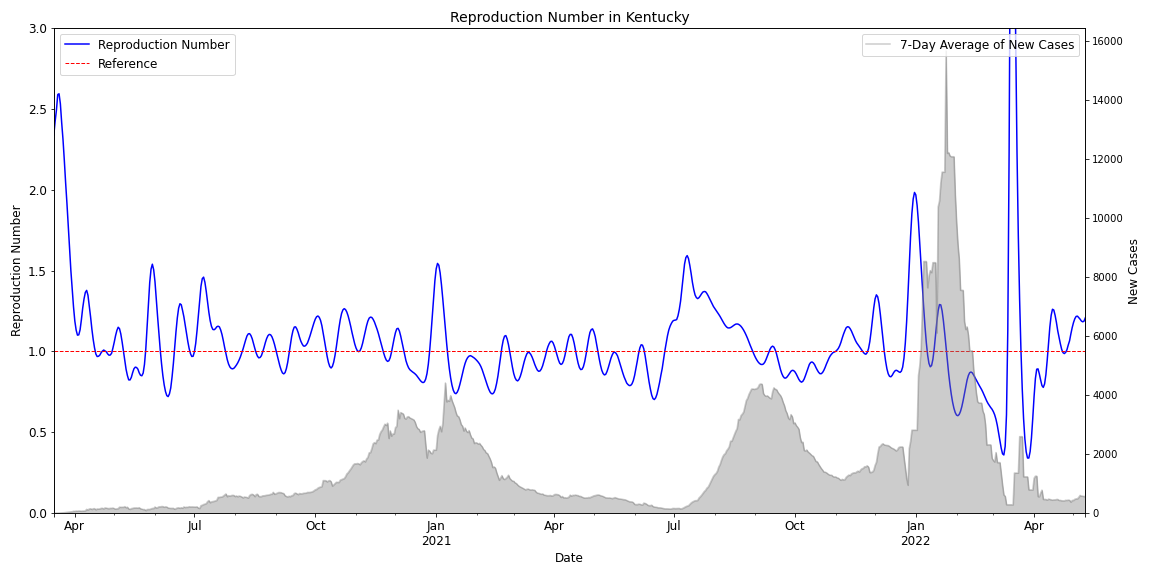 Reproduction Number in Kentucky
3.0
2.5
2.0
1.5
1.0
0.5
0.0
Reproduction Number
Reproduction Number
Reference
7-Day Average of New Cases
16000
14000
12000
10000
8000
6000
4000
2000
0
New Cases
Apr
Jul
Oct
Jan
2021
Apr
Jul
Oct
Jan
2022
Apr
Date